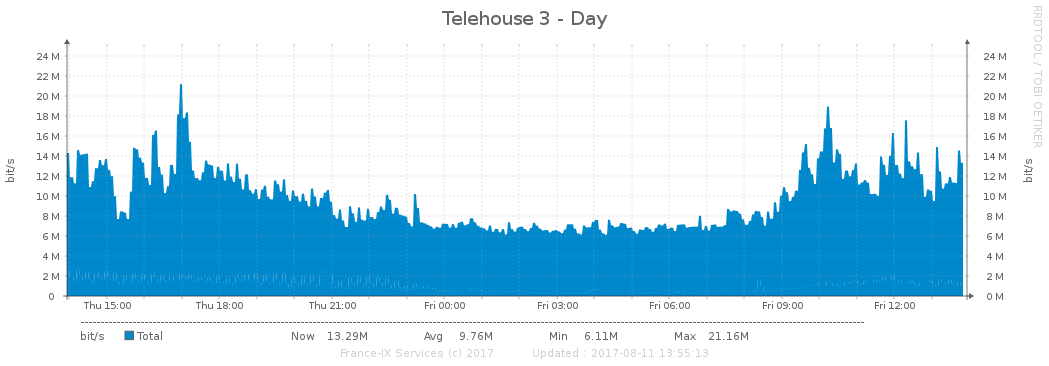 Telehouse 3 - Day
RRDTOOL / TOBI OETIKER
24 M 24 M
22 M 22 M
20 M 20 M
18 M 18 M
16 M 16 M
14 M 14 M
12 M 12 M
10 M 10 M
8 M 8 M
6 M 6 M
4 M 4 M
2 M 2 M
0 0 M
bit/s
bit/s
Thu 15:00 Thu 18:00 Thu 21:00 Fri 00:00 Fri 03:00 Fri 06:00 Fri 09:00 Fri 12:00
bit/s Total Now 13.29M Avg 9.76M Min 6.11M Max 21.16M
France-IX Services (c) 2017 Updated : 2017-08-11 13:55:13